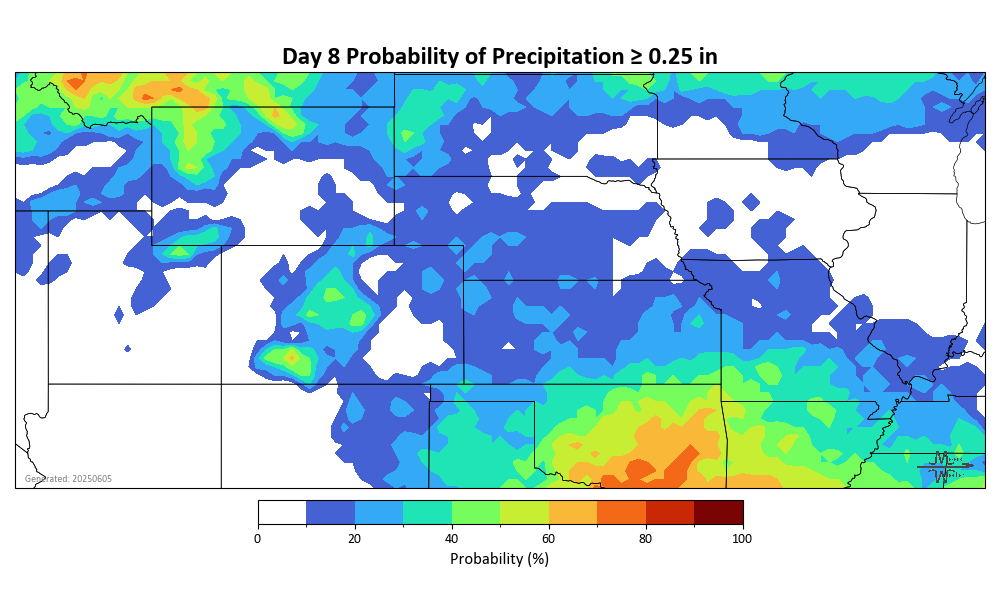 Day 8 Probability of Precipitation ≥ 0.25 in
Generated: 20250605
0 20 40 60 80 100
Probability (%)